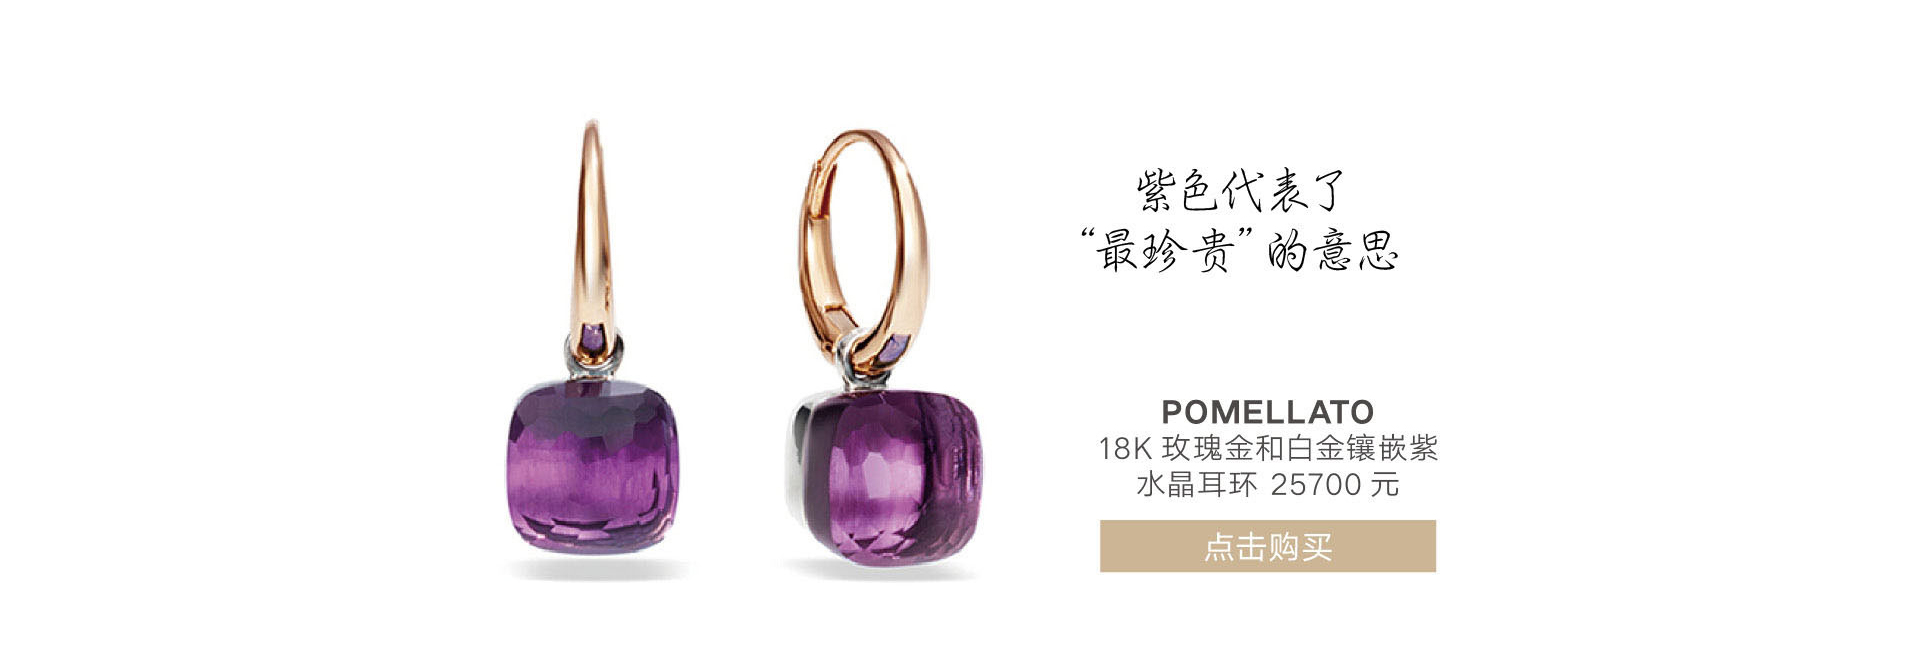 紫色代表了
“最珍贵”的意思
POMELLATO
18K 玫瑰金和白金镶嵌紫
水晶耳环 25700 元
点击购买